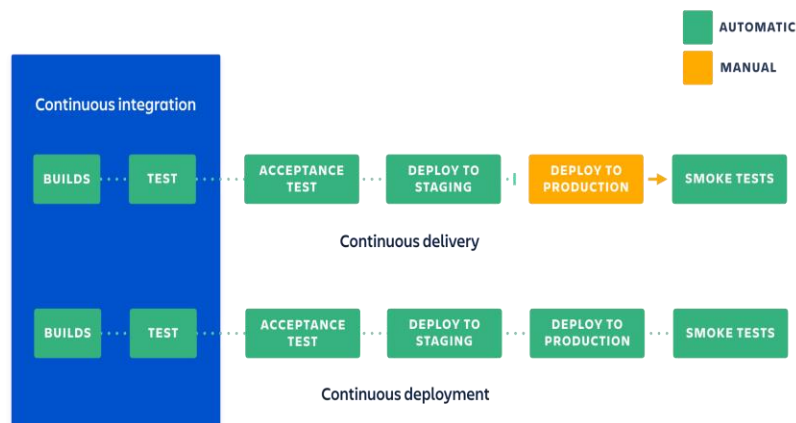 AUTOMATIC
MANUAL
Continuous integration
BUILDS
TEST
ACCEPTANCE
TEST
DEPLOY TO
STAGING
DEPLOY TO
PRODUCTION
SMOKE TESTS
Continuous delivery
BUILDS
TEST
ACCEPTANCE
TEST
DEPLOY TO
STAGING
DEPLOY TO
PRODUCTION
SMOKE TESTS
Continuous deployment